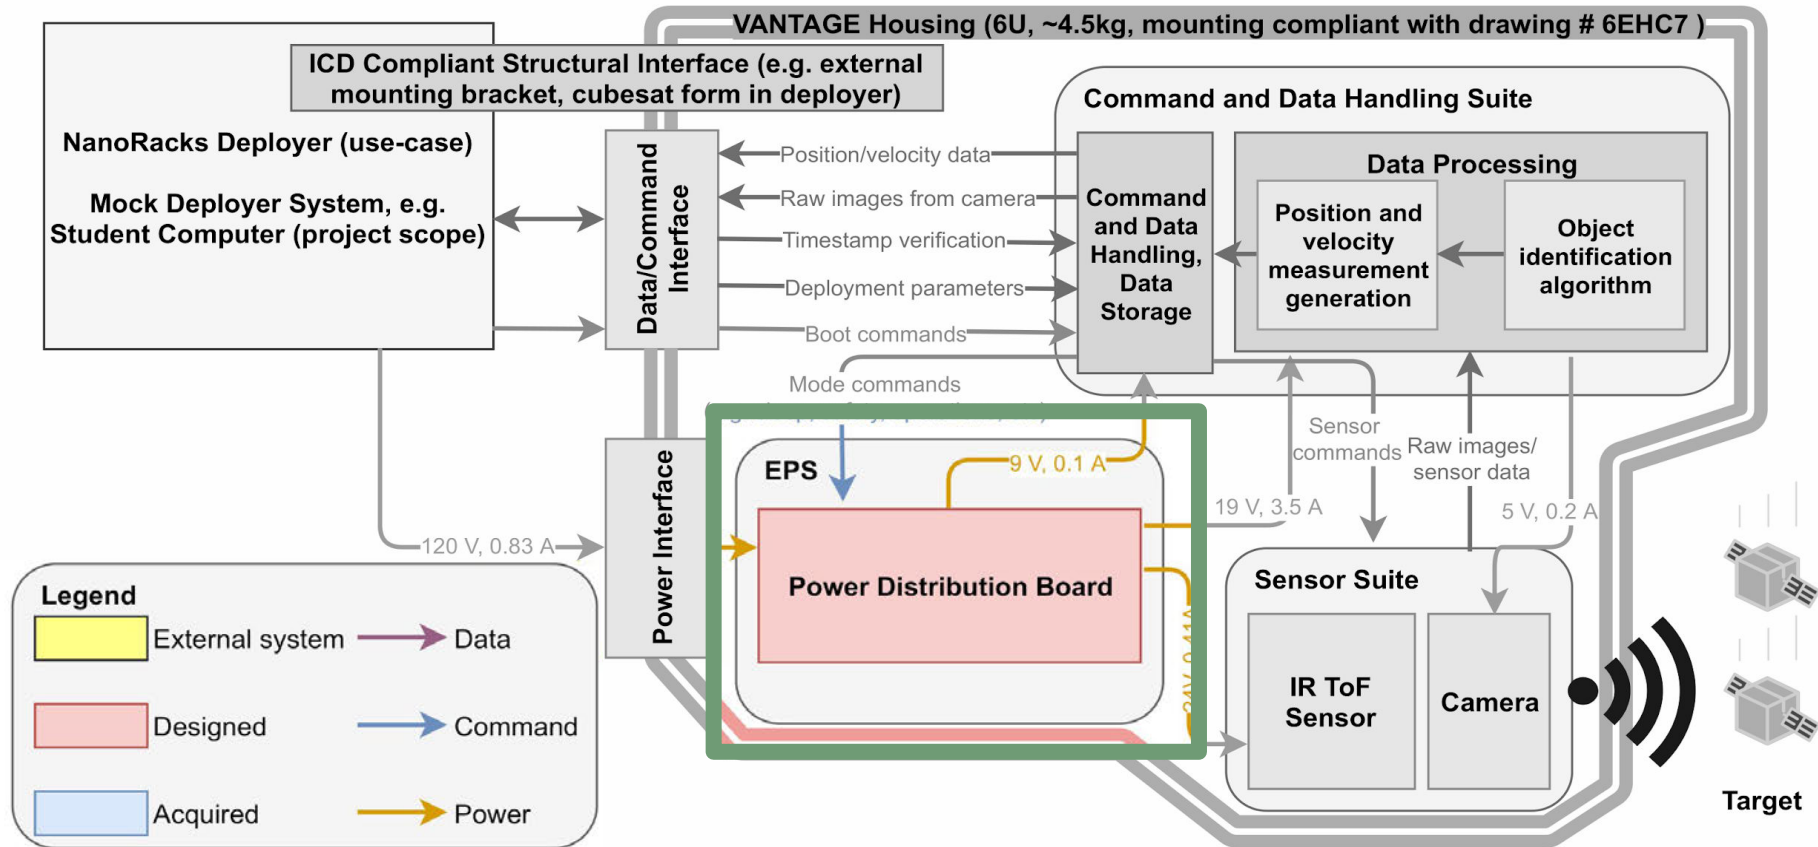 VANTAGE Housing (6U, ~4.5kg, mounting compliant with drawing # 6EHC7 )
ICD Compliant Structural Interface (e.g. external
mounting bracket, cubesat form in deployer)
NanoRacks Deployer (use-case)
Mock Deployer System, e.g.
Student Computer (project scope)
Data/Command
Interface
Position/velocity data
Raw images from camera
Timestamp verification
Deployment parameters
Boot commands
Mode commands
Command and Data Handling Suite
Command
and Data
Handling,
Data
Storage
Data Processing
Position and
velocity
measurement
generation
Object
identification
algorithm
Sensor
commands
Raw images/
sensor data
120 V, 0.83 A
Power Interface
EPS
9 V, 0.1 A
Power Distribution Board
19 V, 3.5 A
24V, 0.41A
5 V, 0.2 A
Sensor Suite
IR ToF
Sensor
Camera
Target
Legend
External system
Data
Designed
Command
Acquired
Power